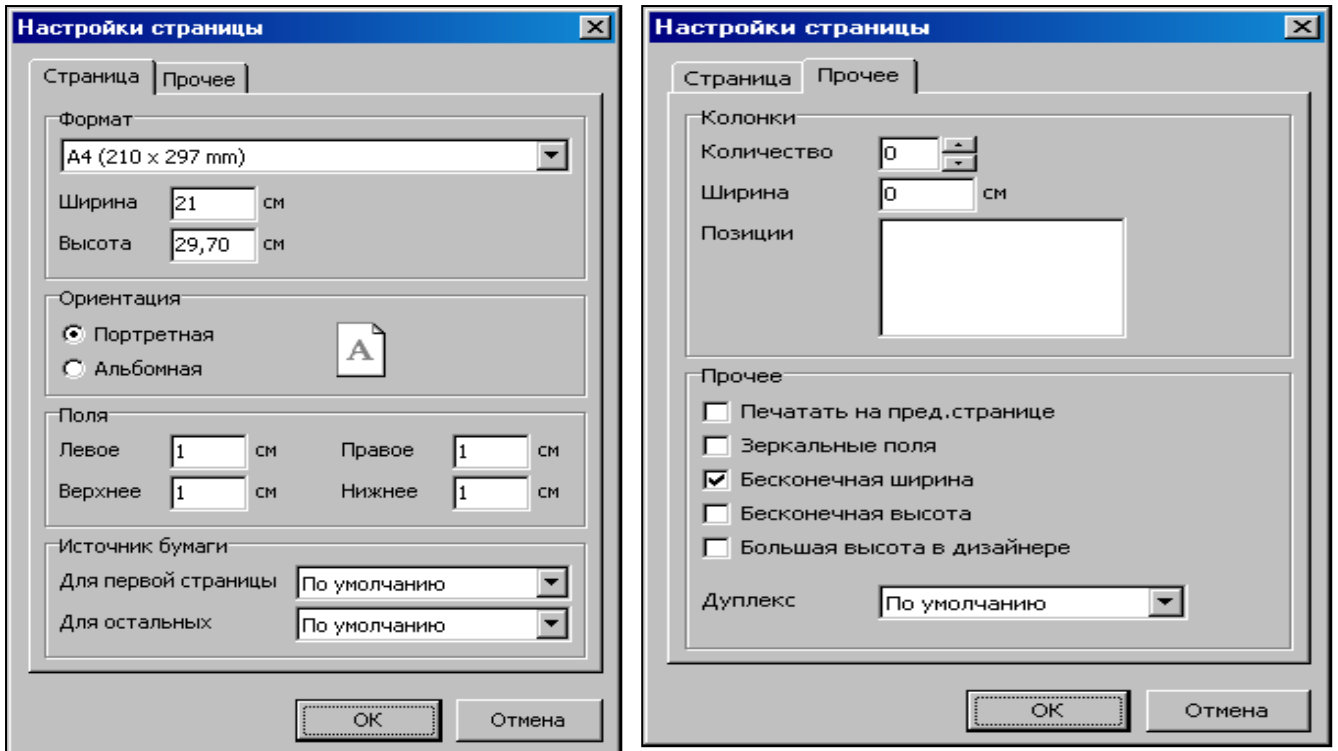 Настройки страницы
Страница Прочее
Формат
A4 (210 x 297 mm)
Ширина 21 см
Высота 29,70 см
Ориентация
Портретная
A
Альбомная
Поля
Левое 1 см Правое 1 см
Верхнее 1 см Нижнее 1 см
Источник бумаги
Для первой страницы По умолчанию
Для остальных По умолчанию
OK Отмена
Настройки страницы
Страница Прочее
Колонки
Количество 0
Ширина 0 см
Позиции
Прочее
Печатать на пред.странице
Зеркальные поля
Бесконечная ширина
Бесконечная высота
Большая высота в дизайнере
Дуплекс По умолчанию
OK Отмена